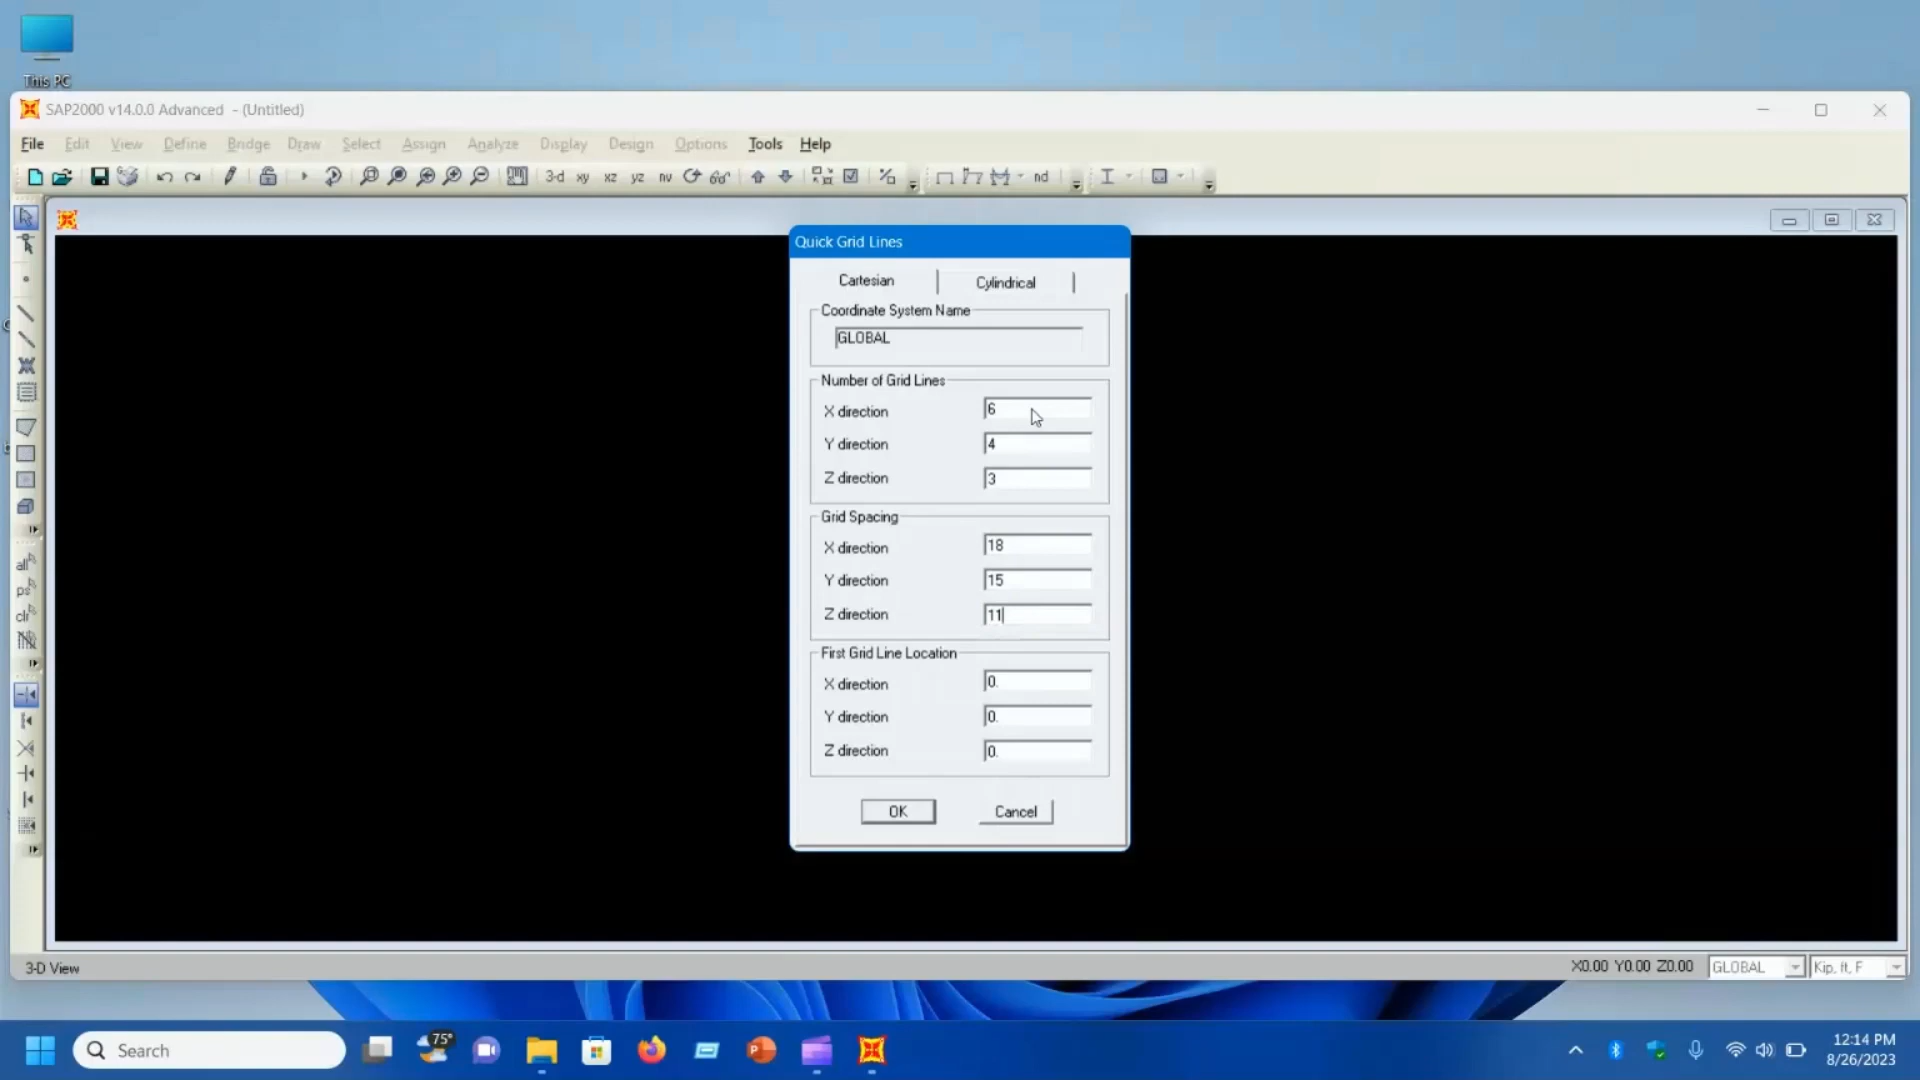 This PC
SAP2000 v14.0.0 Advanced - (Untitled)
File Edit View Define Bridge Draw Select Assign Analyze Display Design Options Tools Help
3-d xy xz yz nv nd
Quick Grid Lines
Cartesian Cylindrical
Coordinate System Name
GLOBAL
Number of Grid Lines
X direction 6
Y direction 4
Z direction 3
Grid Spacing
X direction 18
Y direction 15
Z direction 11
First Grid Line Location
X direction 0.
Y direction 0.
Z direction 0.
OK Cancel
all
ps
clr
3-D View
X0.00 Y0.00 Z0.00 GLOBAL Kip, ft, F
Search
75°
12:14 PM
8/26/2023